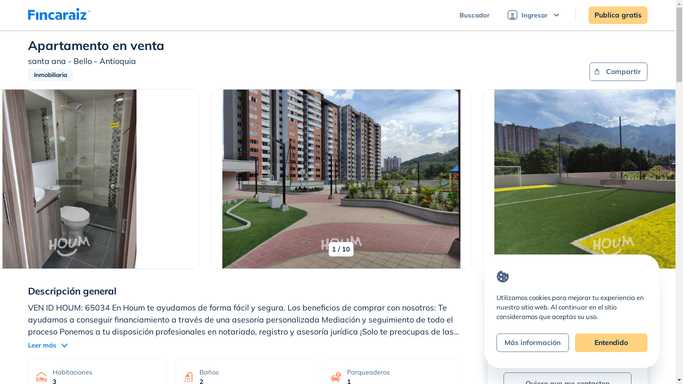 Fincaraiz
Buscador
Ingresar
Publica gratis
Apartamento en venta
santa ana - Bello - Antioquia
Inmobiliaria
Compartir
HOUM
HOUM
HOUM
1 / 10
Descripción general
VEN ID HOUM: 65034 En Houm te ayudamos de forma fácil y segura. Los beneficios de comprar con nosotros: Te
ayudamos a conseguir financiamiento a través de una asesoría personalizada Mediación y seguimiento de todo el
proceso Ponemos a tu disposición profesionales en notariado, registro y asesoría jurídica ¡Solo te preocupas de las...
Leer más
Habitaciones
3
Baños
2
Parqueaderos
1
Utilizamos cookies para mejorar tu experiencia en
nuestro sitio web. Al continuar en el sitio
consideramos que aceptas su uso.
Más información
Entendido
Quiero que me contacten